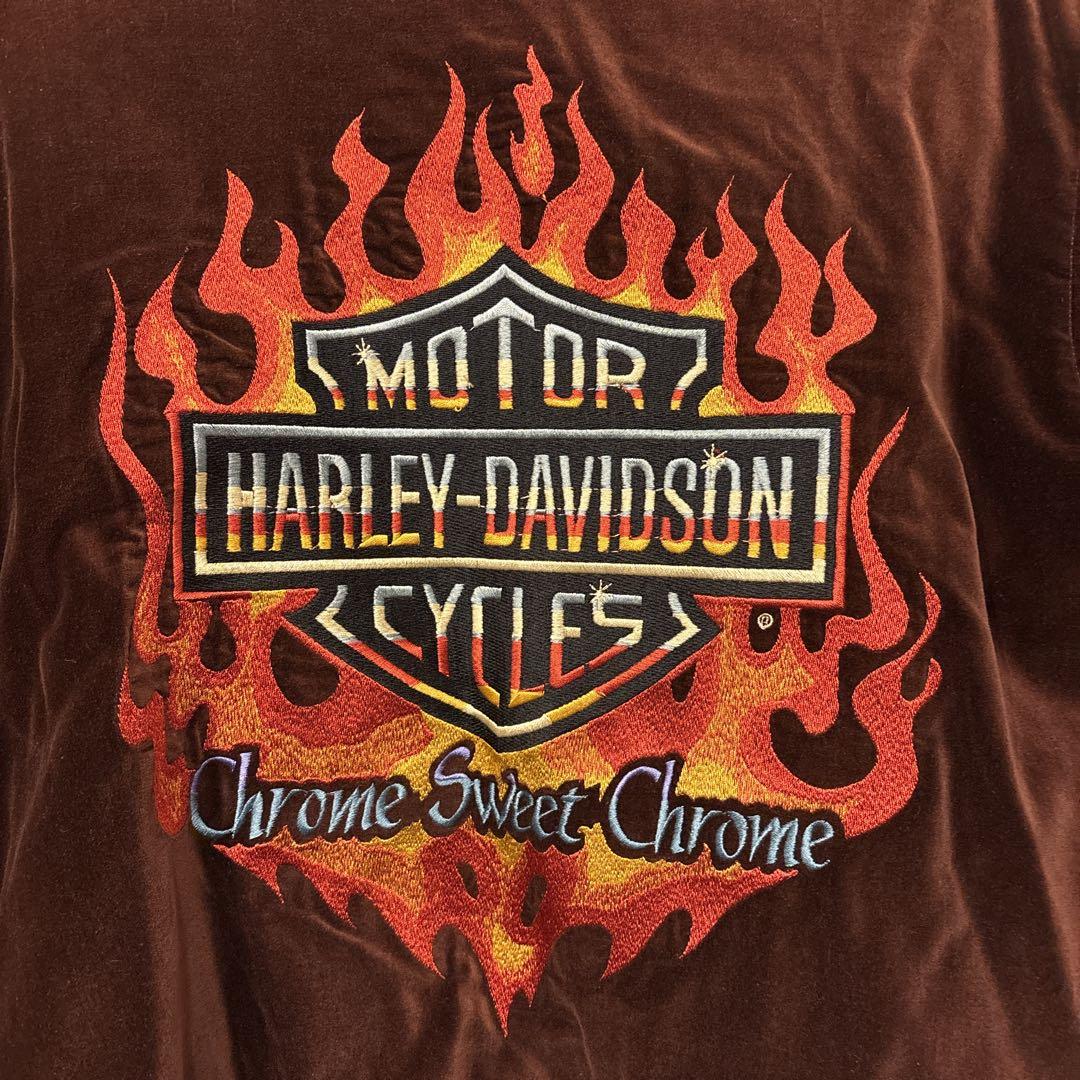 MOTOR
HARLEY-DAVIDSON
CYCLES
®
Chrome Sweet Chrome